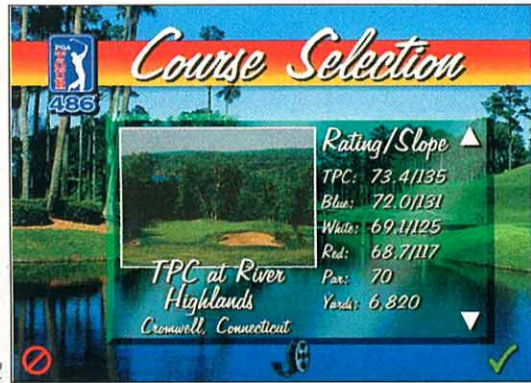 PGA
TOUR
486
Course Selection
Rating/Slope
TPC: 73.4/135
Blue: 72.0/131
White: 69.1/125
Red: 68.7/117
Par: 70
Yards: 6,820
TPC at River
Highlands
Cromwell, Connecticut